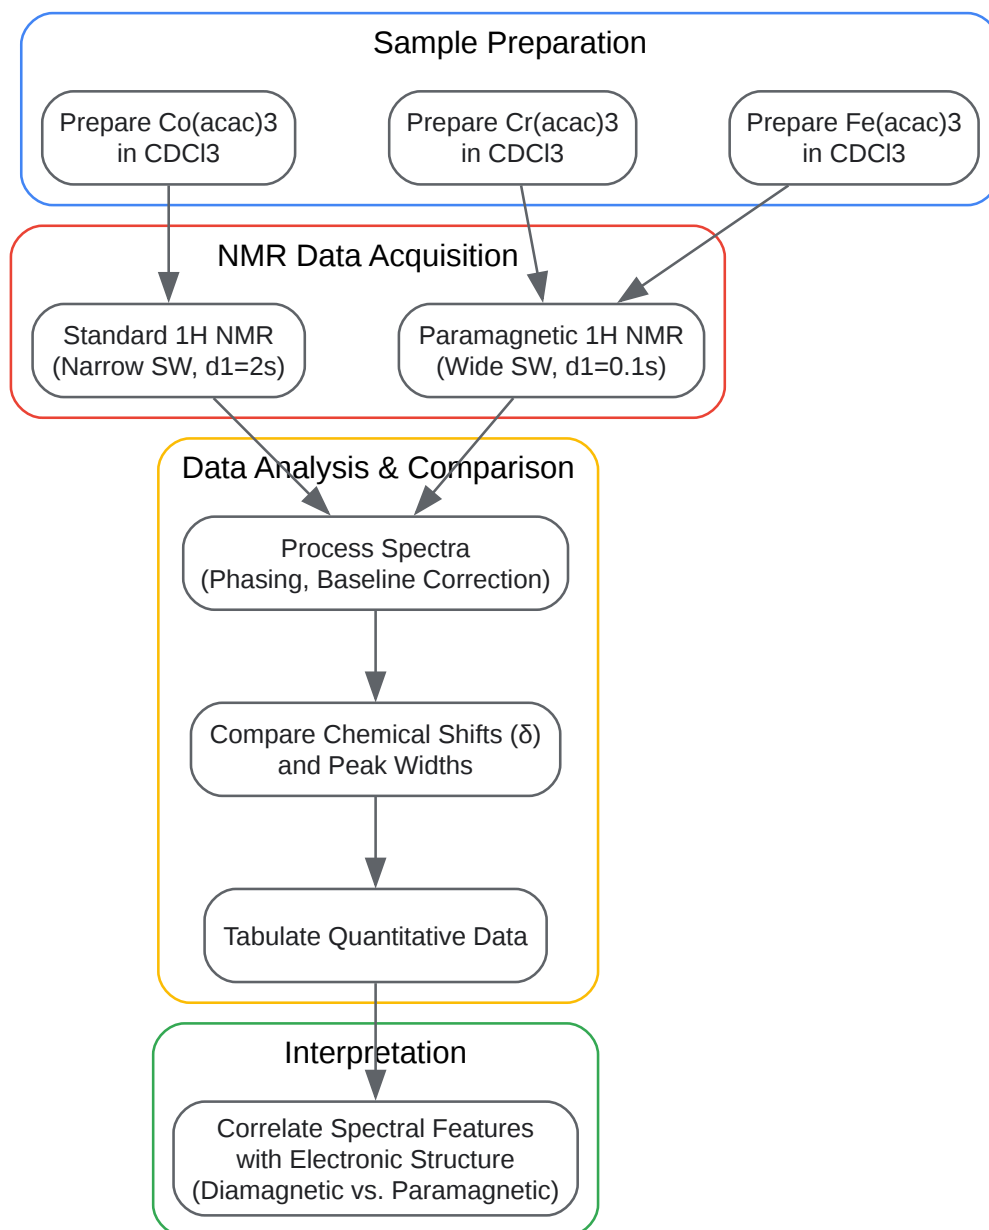 Sample Preparation
Prepare Co(acac)3
in CDCl3
Prepare Cr(acac)3
in CDCl3
Prepare Fe(acac)3
in CDCl3
NMR Data Acquisition
Standard 1H NMR
(Narrow SW, d1=2s)
Paramagnetic 1H NMR
(Wide SW, d1=0.1s)
Data Analysis & Comparison
Process Spectra
(Phasing, Baseline Correction)
Compare Chemical Shifts (δ)
and Peak Widths
Tabulate Quantitative Data
Interpretation
Correlate Spectral Features
with Electronic Structure
(Diamagnetic vs. Paramagnetic)